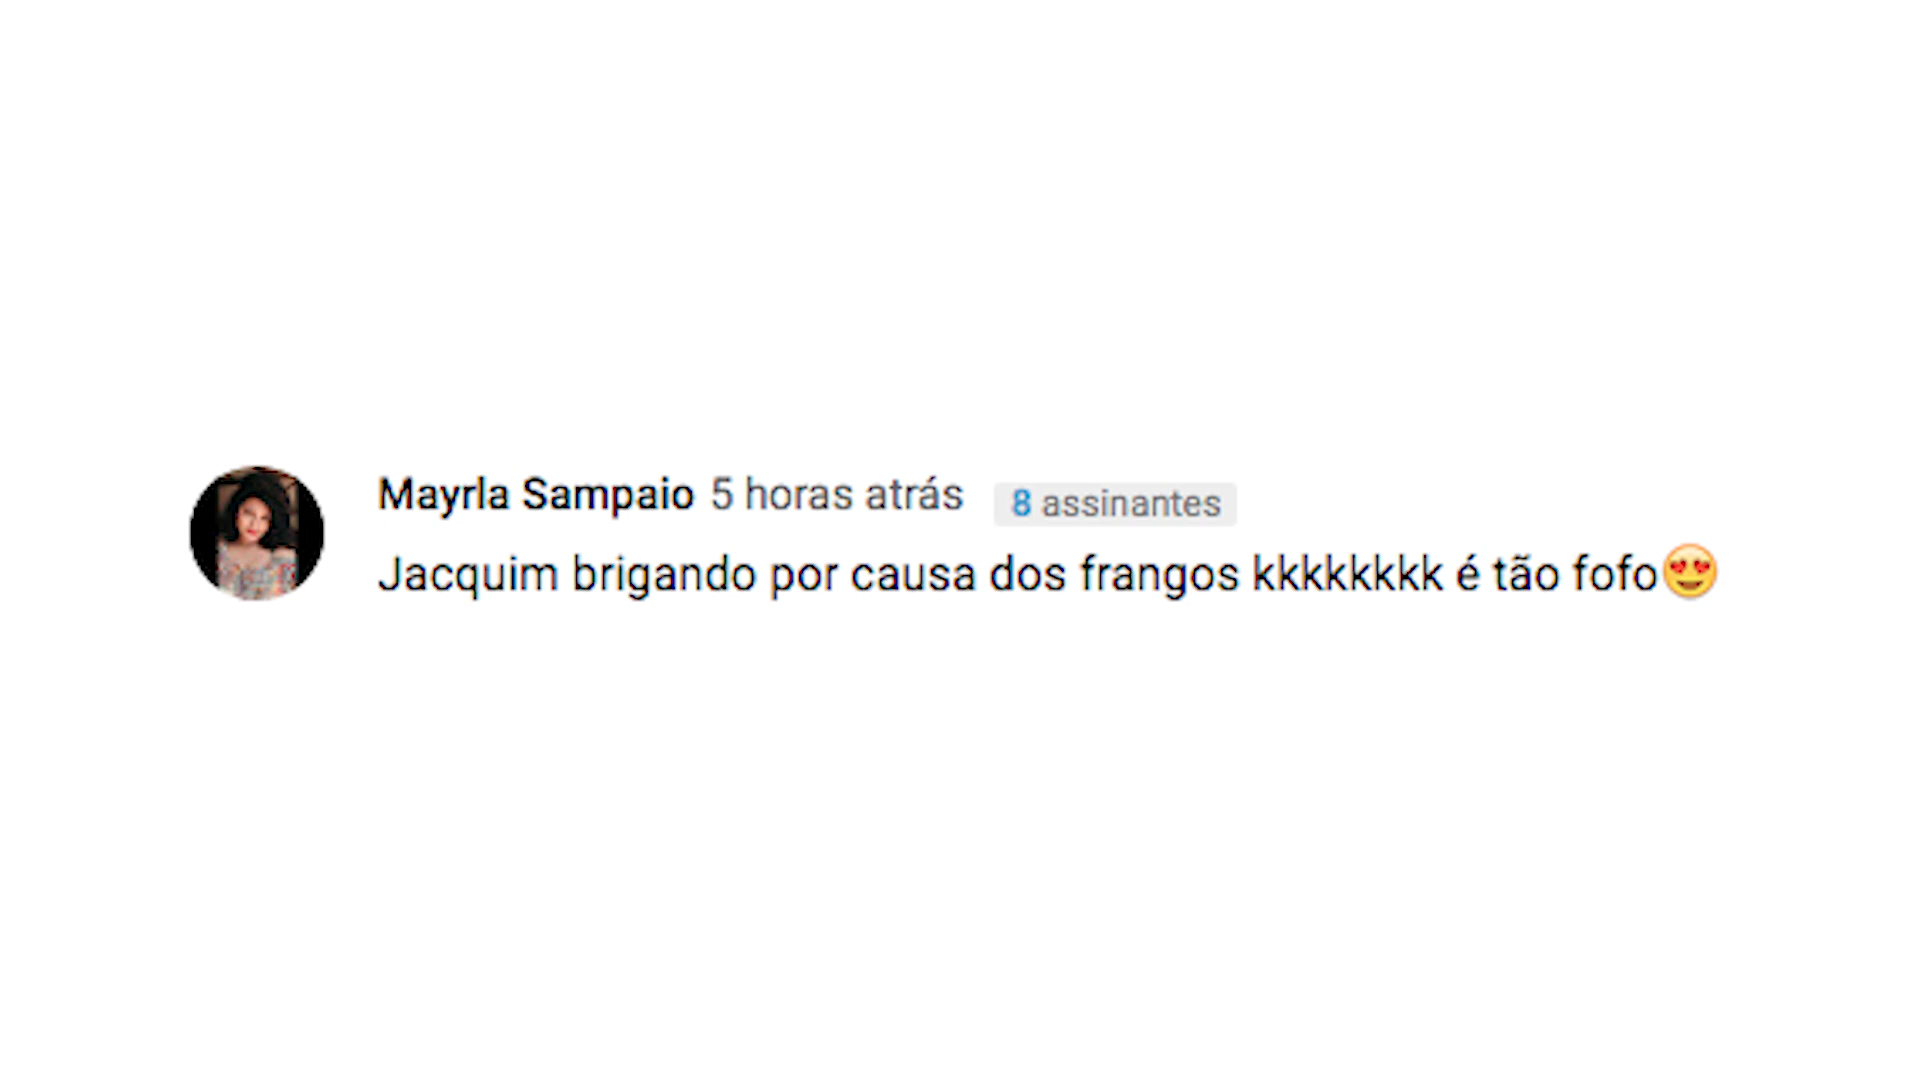 Mayrla Sampaio 5 horas atrás 8 assinantes
Jacquim brigando por causa dos frangos kkkkkkkk é tão fofo😍